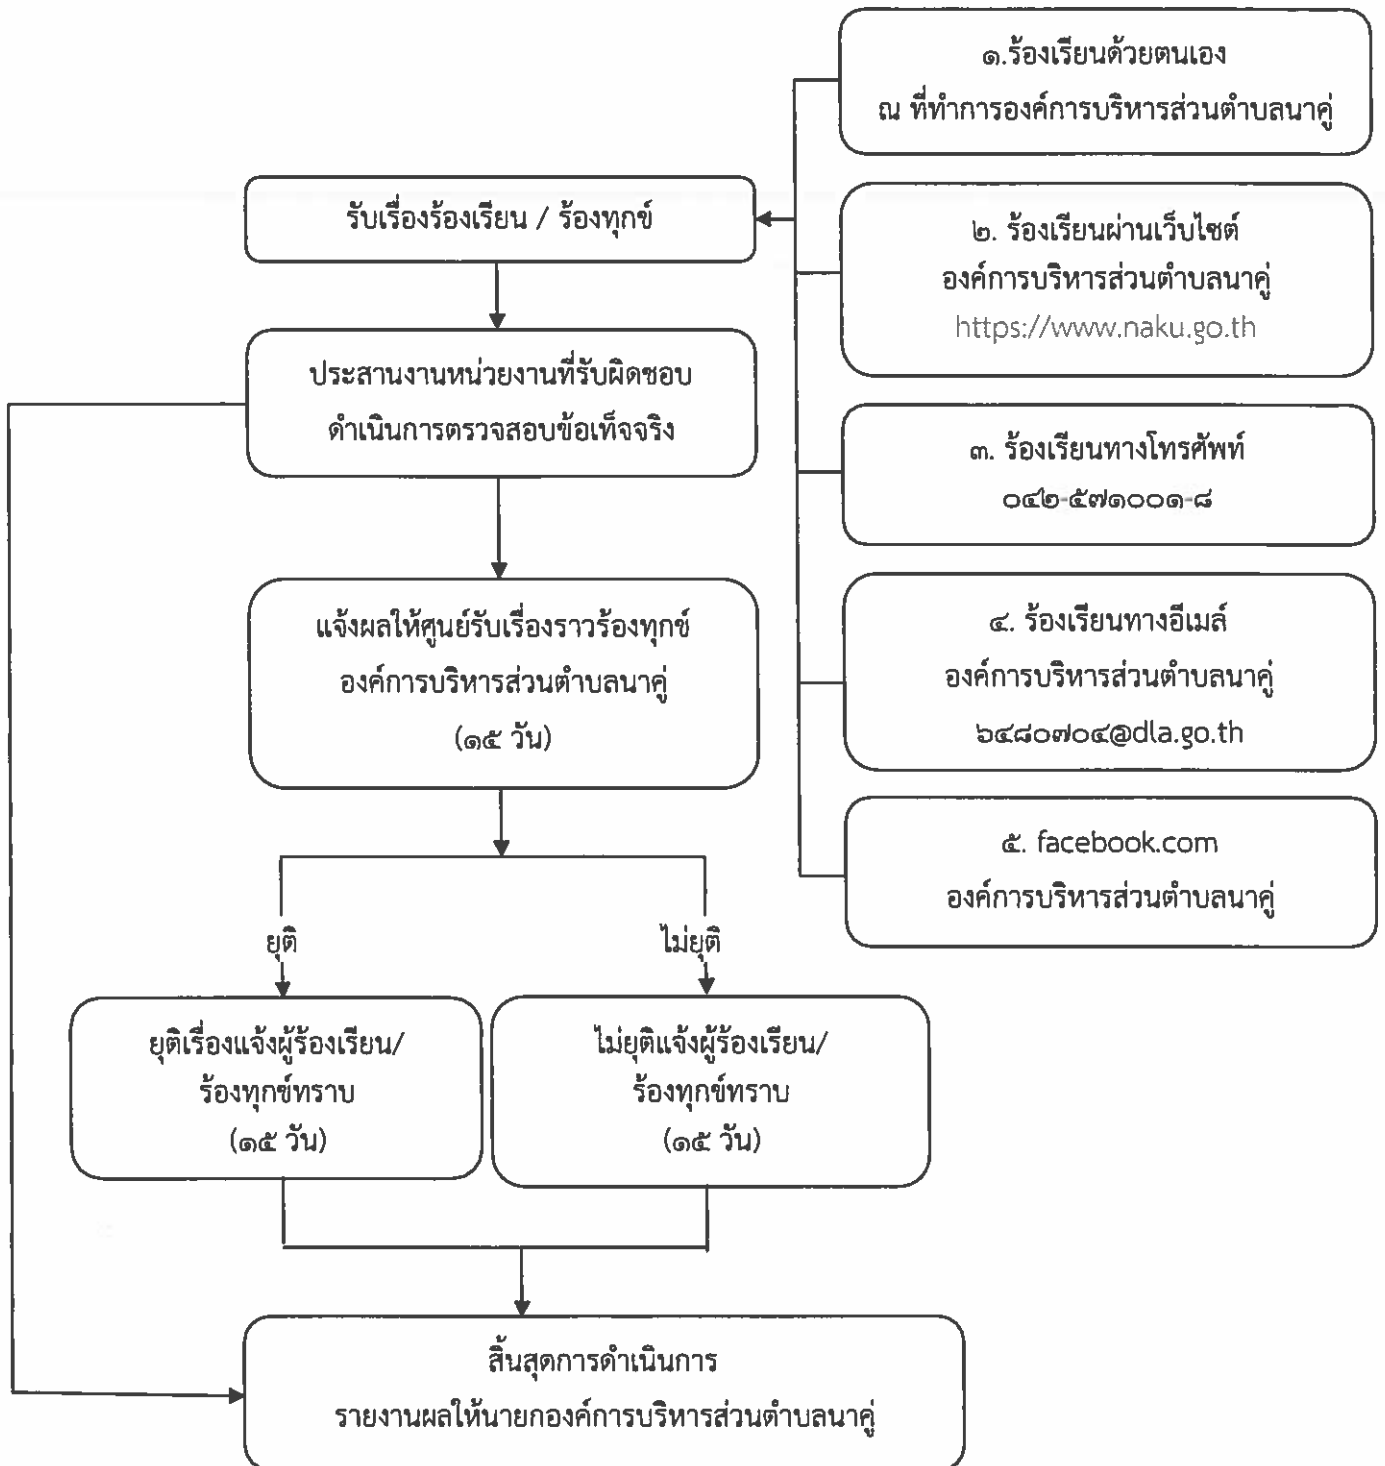 ๑.ร้องเรียนด้วยตนเอง
ณ ที่ทำการองค์การบริหารส่วนตำบลนาคู่
รับเรื่องร้องเรียน / ร้องทุกข์
๒. ร้องเรียนผ่านเว็บไซต์
องค์การบริหารส่วนตำบลนาคู่
https://www.naku.go.th
ประสานงานหน่วยงานที่รับผิดชอบ
ดำเนินการตรวจสอบข้อเท็จจริง
๓. ร้องเรียนทางโทรศัพท์
๐๔๒-๕๗๑๐๐๑-๘
แจ้งผลให้ศูนย์รับเรื่องราวร้องทุกข์
องค์การบริหารส่วนตำบลนาคู่
(๑๕ วัน)
๔. ร้องเรียนทางอีเมล์
องค์การบริหารส่วนตำบลนาคู่
๖๔๘๐๗๐๔@dla.go.th
๕. facebook.com
องค์การบริหารส่วนตำบลนาคู่
ยุติ
ไม่ยุติ
ยุติเรื่องแจ้งผู้ร้องเรียน/
ร้องทุกข์ทราบ
(๑๕ วัน)
ไม่ยุติแจ้งผู้ร้องเรียน/
ร้องทุกข์ทราบ
(๑๕ วัน)
สิ้นสุดการดำเนินการ
รายงานผลให้นายกองค์การบริหารส่วนตำบลนาคู่